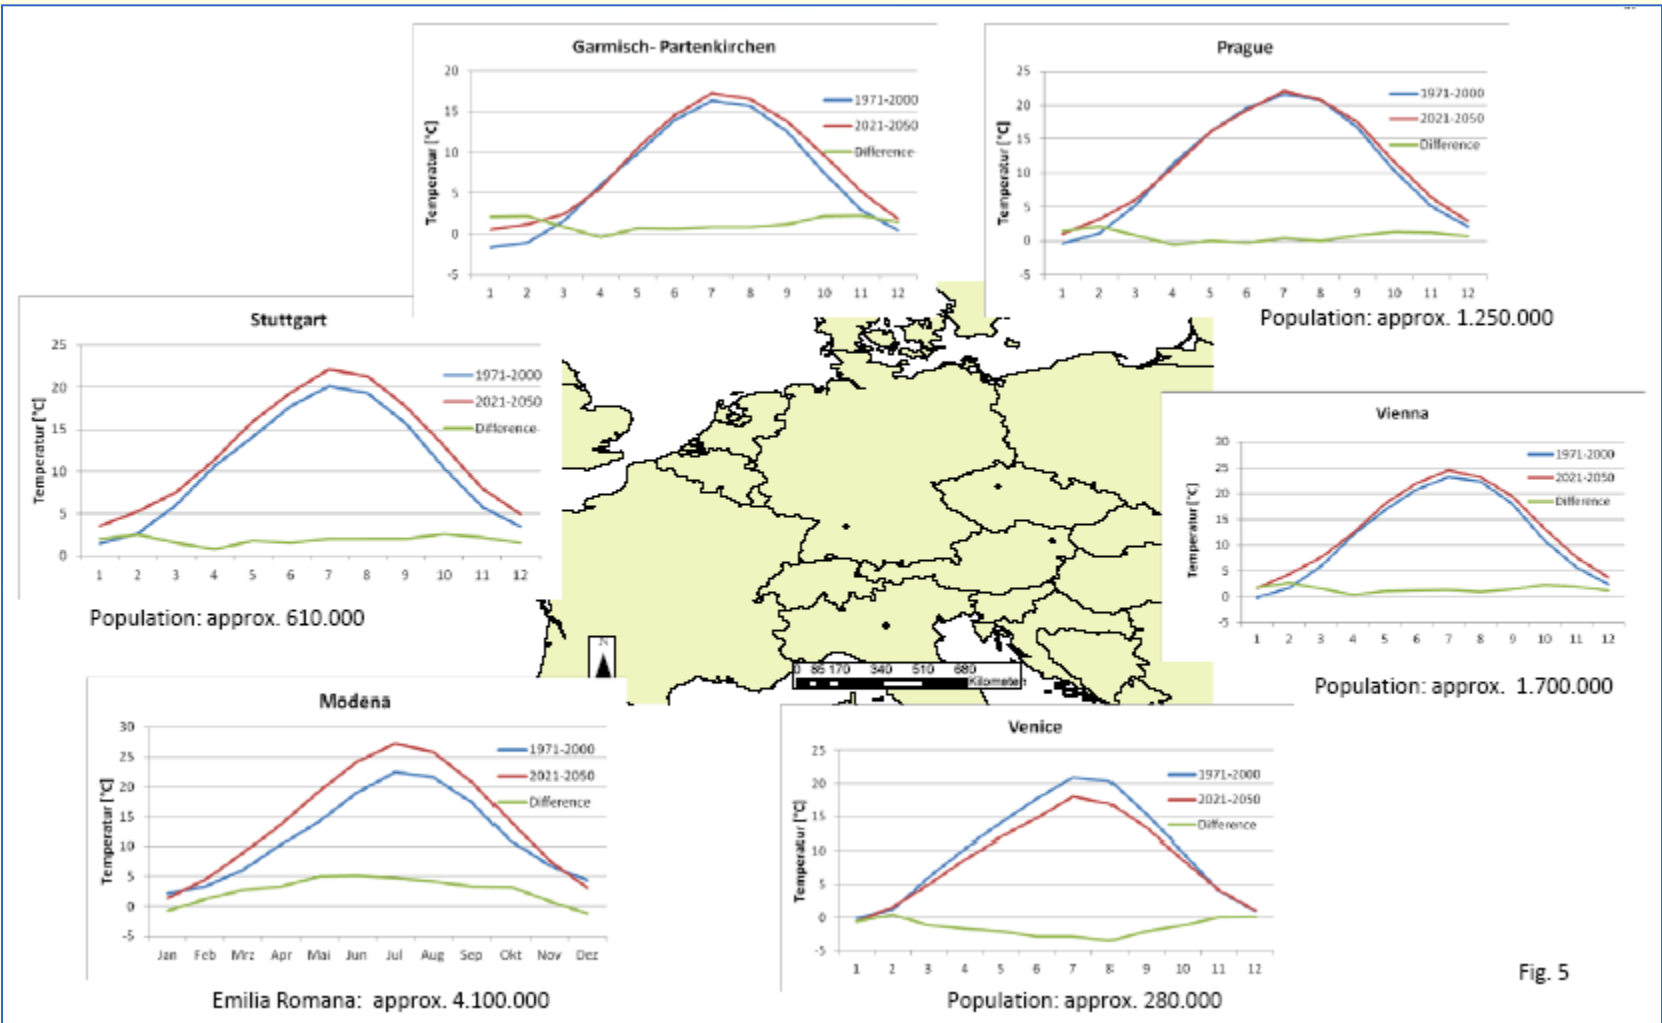 Garmisch- Partenkirchen
Temperatur [°C]
20
15
10
5
0
-5
1 2 3 4 5 6 7 8 9 10 11 12
1971-2000
2021-2050
Difference
Prague
Temperatur [°C]
25
20
15
10
5
0
-5
1 2 3 4 5 6 7 8 9 10 11 12
1971-2000
2021-2050
Difference
Population: approx. 1.250.000
Stuttgart
Temperatur [°C]
25
20
15
10
5
0
1 2 3 4 5 6 7 8 9 10 11 12
1971-2000
2021-2050
Difference
Population: approx. 610.000
Vienna
Temperatur [°C]
30
25
20
15
10
5
0
-5
1 2 3 4 5 6 7 8 9 10 11 12
1971-2000
2021-2050
Difference
Population: approx. 1.700.000
N
0 85 170 340 510 680
Kilometer
Modena
Temperatur [°C]
30
25
20
15
10
5
0
-5
Jan Feb Mrz Apr Mai Jun Jul Aug Sep Okt Nov Dez
1971-2000
2021-2050
Difference
Emilia Romana: approx. 4.100.000
Venice
Temperatur [°C]
25
20
15
10
5
0
-5
1 2 3 4 5 6 7 8 9 10 11 12
1971-2000
2021-2050
Difference
Population: approx. 280.000
Fig. 5